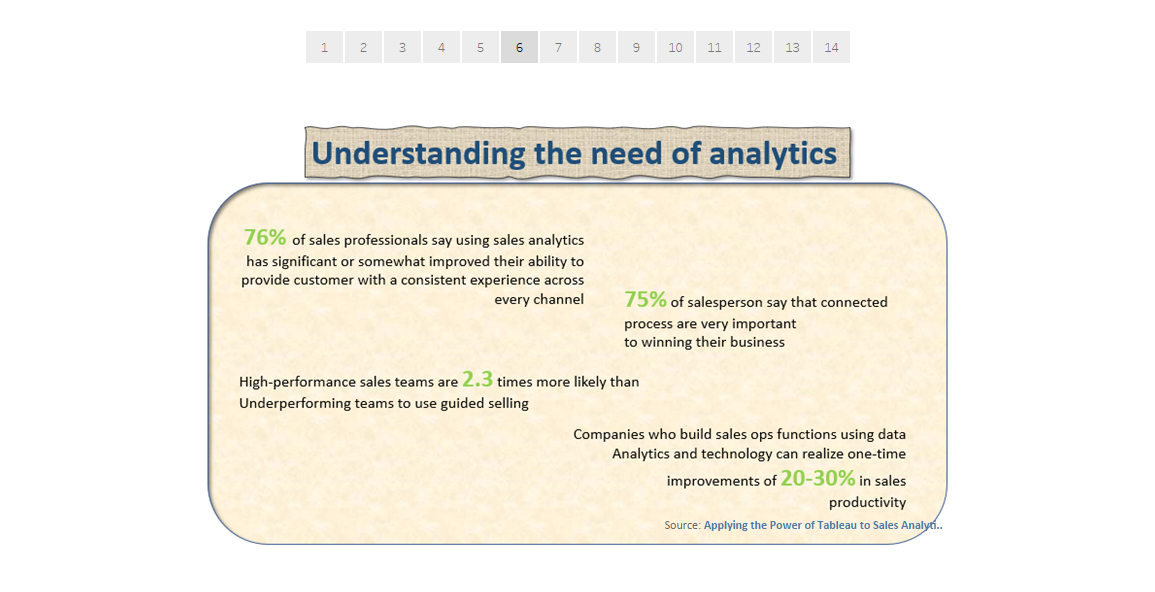 1 2 3 4 5 6 7 8 9 10 11 12 13 14
Understanding the need of analytics
76% of sales professionals say using sales analytics
has significant or somewhat improved their ability to
provide customer with a consistent experience across
every channel
75% of salesperson say that connected
process are very important
to winning their business
High-performance sales teams are 2.3 times more likely than
Underperforming teams to use guided selling
Companies who build sales ops functions using data
Analytics and technology can realize one-time
improvements of 20-30% in sales
productivity
Source: Applying the Power of Tableau to Sales Analyti..